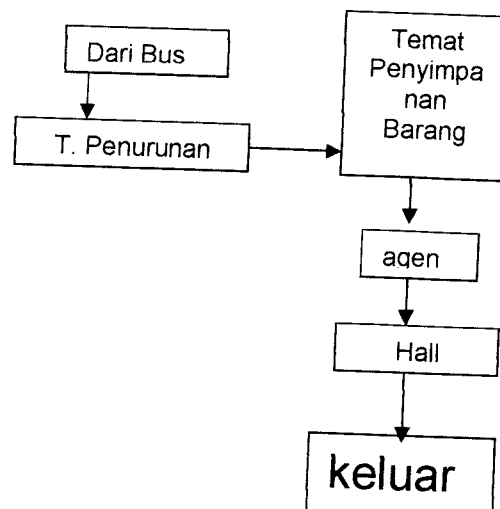 Dari Bus
T. Penurunan
Temat
Penyimpa
nan
Barang
agen
Hall
keluar